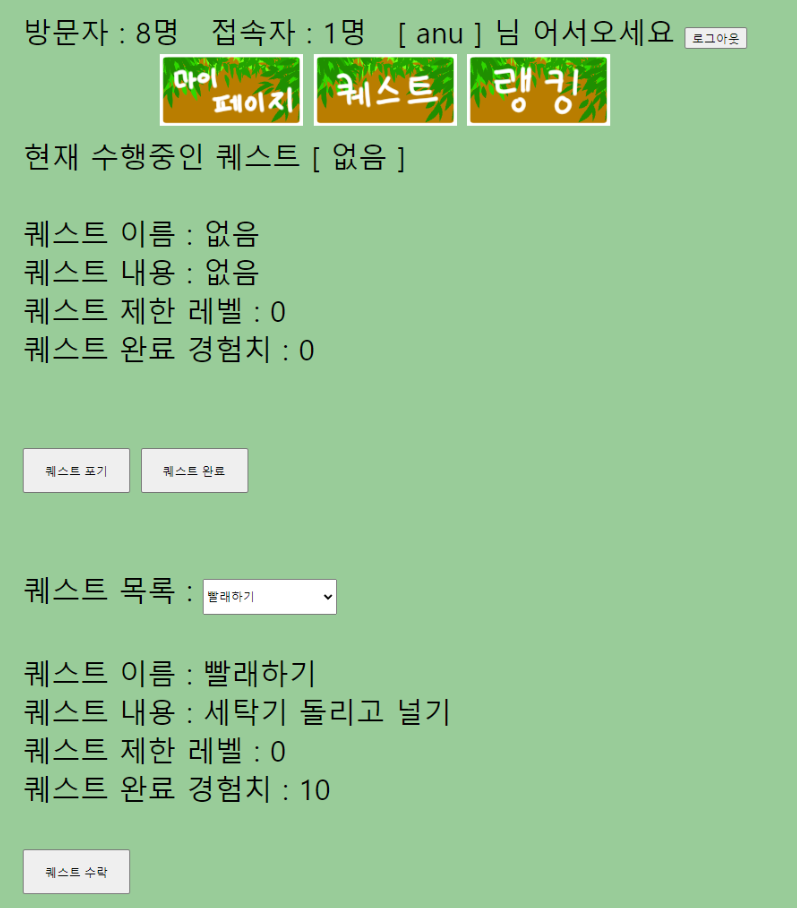 방문자 : 8명 접속자 : 1명 [ anu ] 님 어서오세요 로그아웃
마이 페이지 퀘스트 랭킹
현재 수행중인 퀘스트 [ 없음 ]
퀘스트 이름 : 없음
퀘스트 내용 : 없음
퀘스트 제한 레벨 : 0
퀘스트 완료 경험치 : 0
퀘스트 포기 퀘스트 완료
퀘스트 목록 : 빨래하기
퀘스트 이름 : 빨래하기
퀘스트 내용 : 세탁기 돌리고 널기
퀘스트 제한 레벨 : 0
퀘스트 완료 경험치 : 10
퀘스트 수락